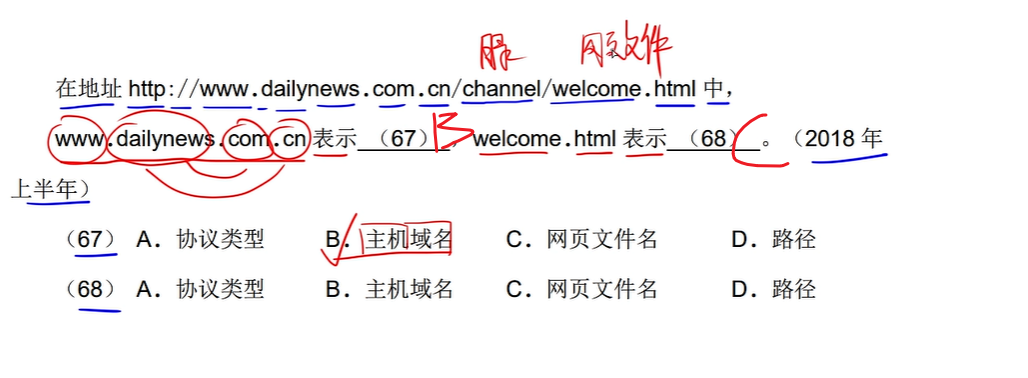 网页文件
在地址 http://www.dailynews.com.cn/channel/welcome.html 中，
www.dailynews.com.cn 表示 （67） B welcome.html 表示 （68） C 。（2018 年
上半年）
（67） A．协议类型 B．主机域名 C．网页文件名 D．路径
（68） A．协议类型 B．主机域名 C．网页文件名 D．路径